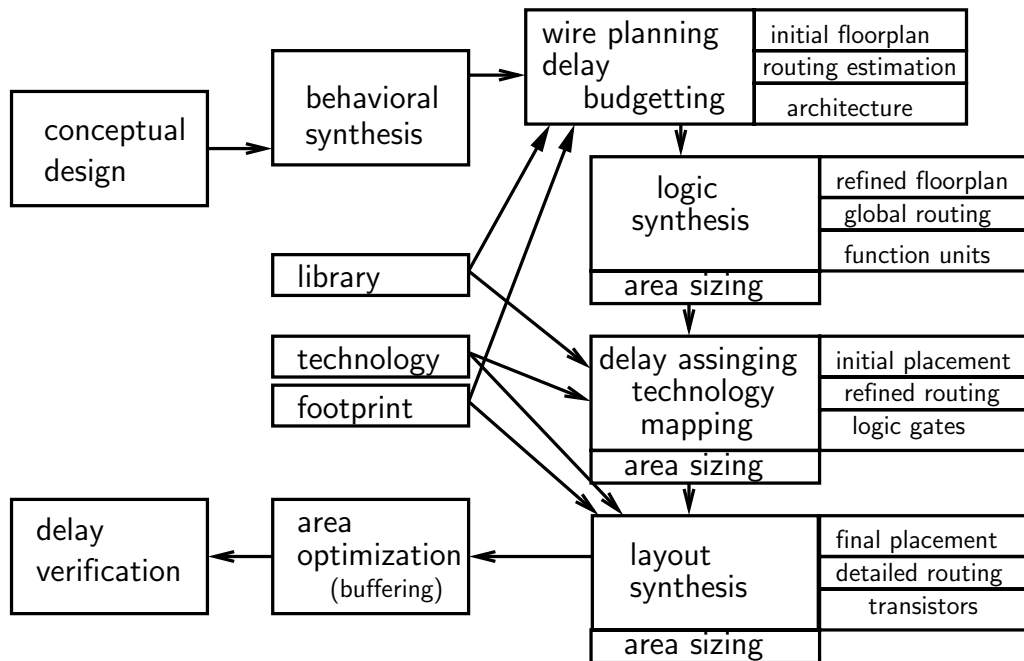 conceptual
design
behavioral
synthesis
wire planning
delay
budgetting
initial floorplan
routing estimation
architecture
logic
synthesis
area sizing
refined floorplan
global routing
function units
library
technology
footprint
delay assinging
technology
mapping
area sizing
initial placement
refined routing
logic gates
layout
synthesis
area sizing
final placement
detailed routing
transistors
area
optimization
(buffering)
delay
verification